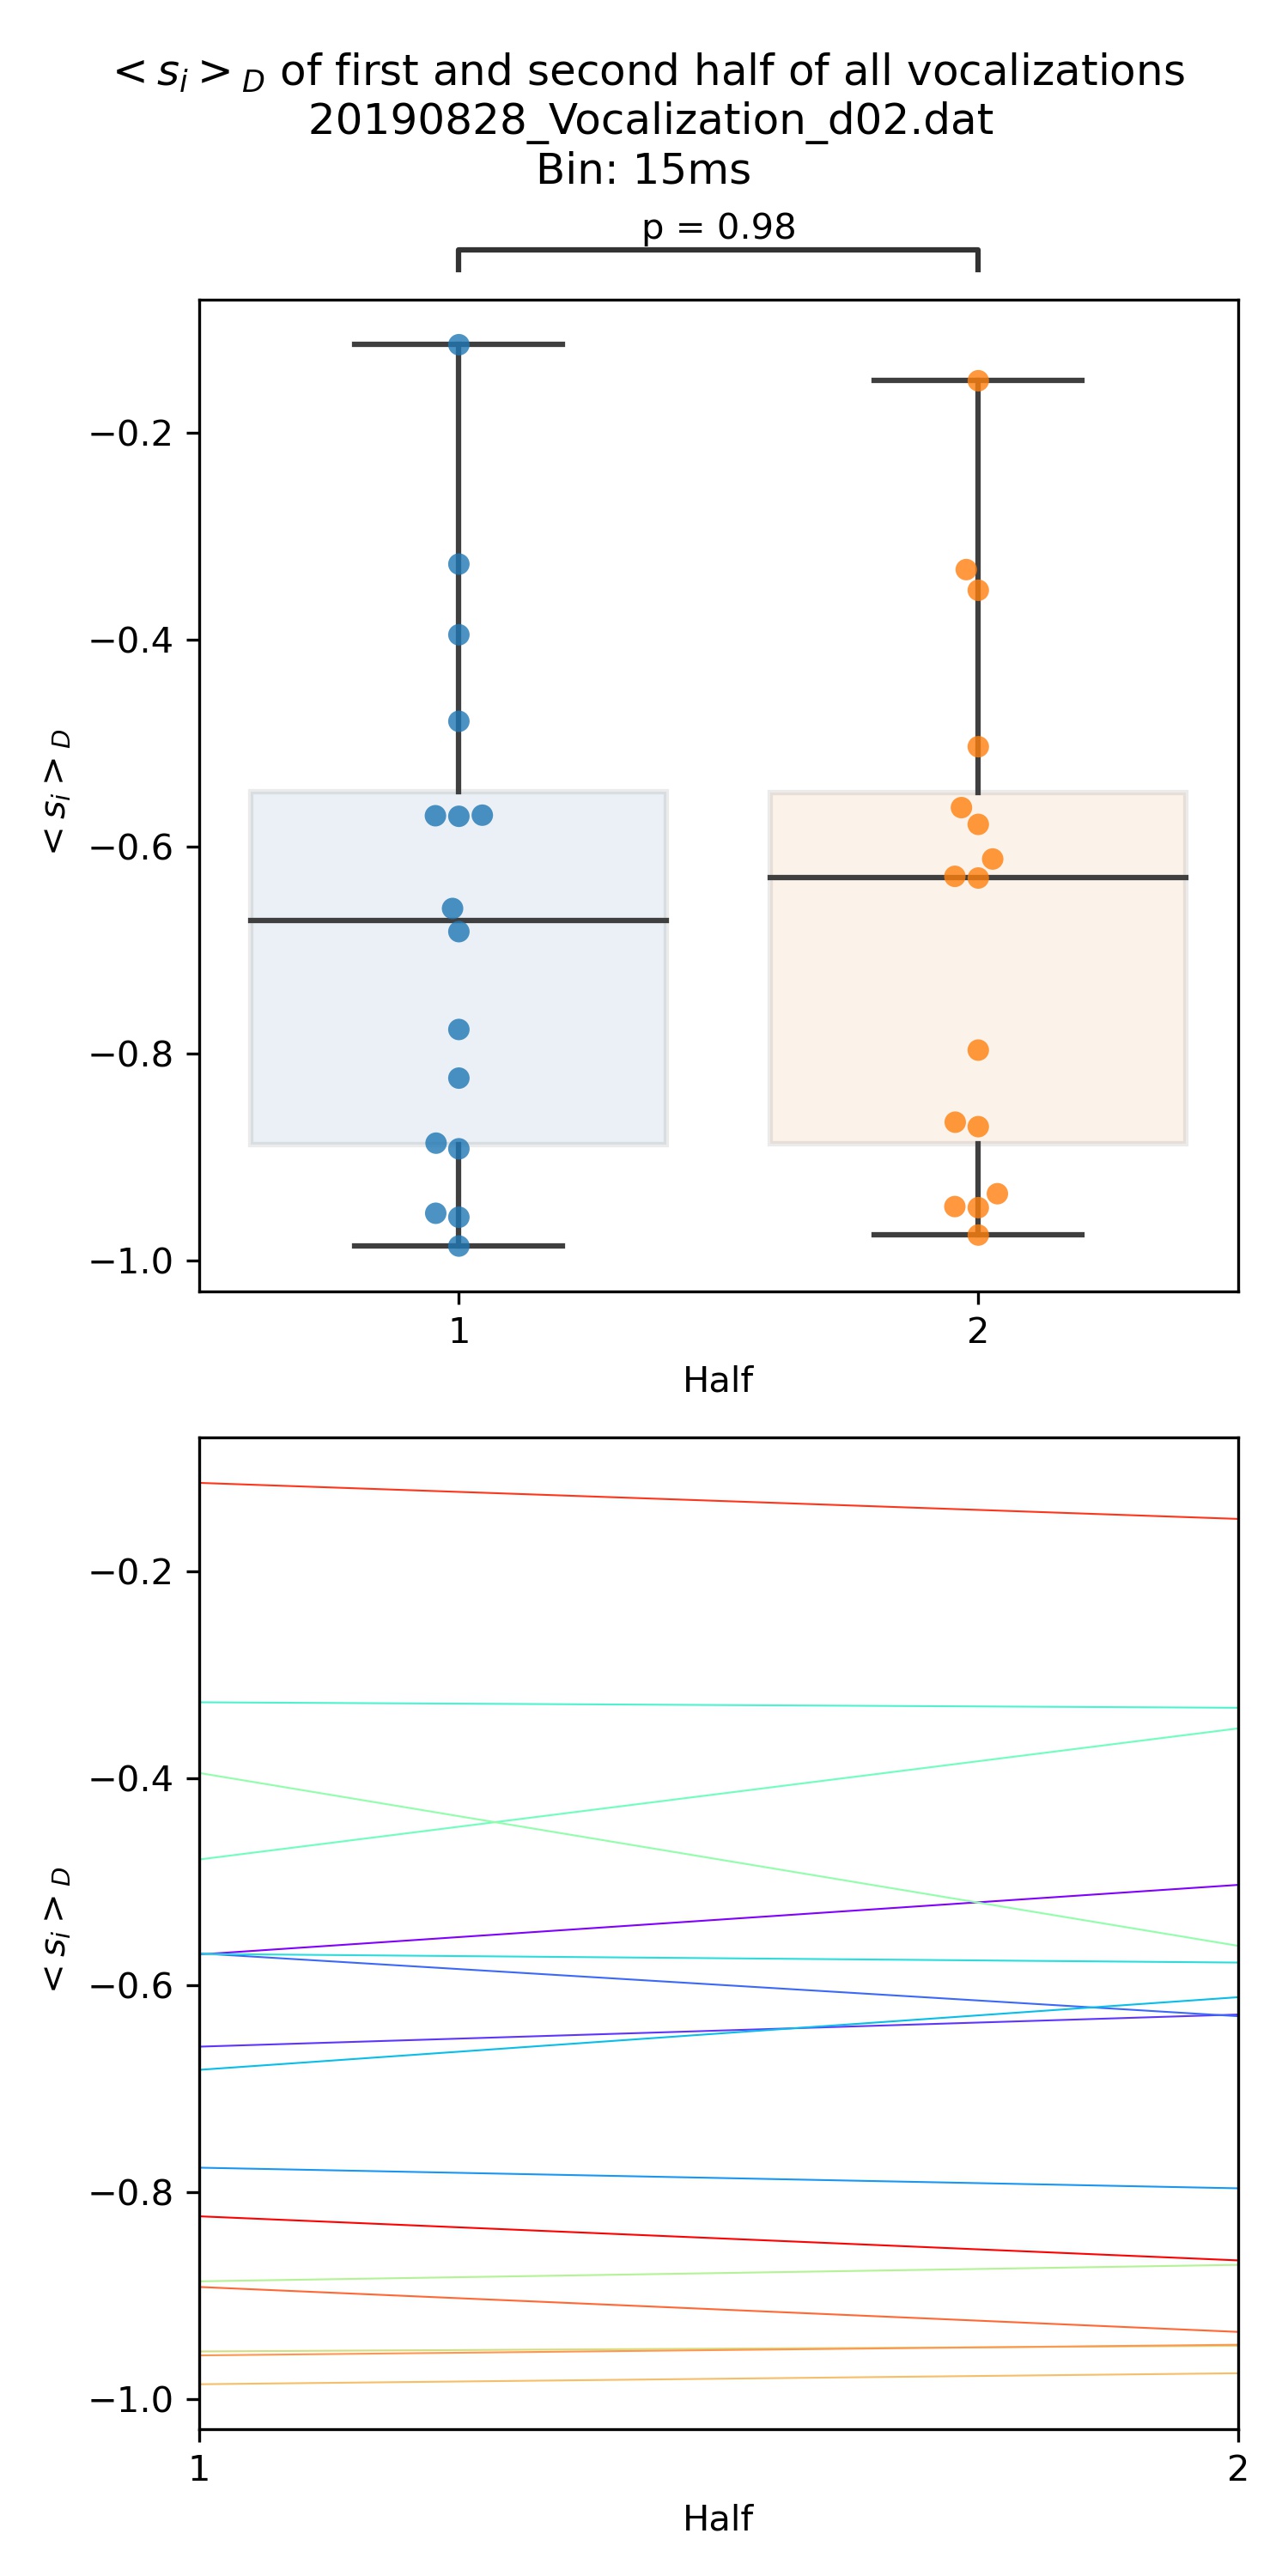 < s_i >_D of first and second half of all vocalizations
20190828_Vocalization_d02.dat
Bin: 15ms
p = 0.98
−0.2
−0.4
−0.6
−0.8
−1.0
< s_i >_D
1 2
Half
−0.2
−0.4
−0.6
−0.8
−1.0
< s_i >_D
1 2
Half